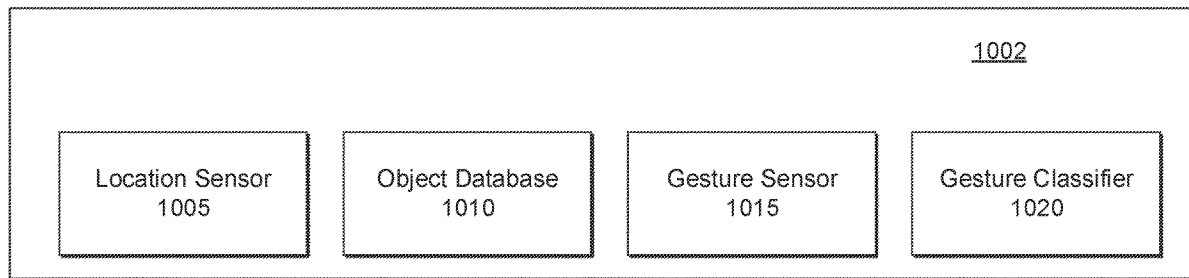 1002
Location Sensor
1005
Object Database
1010
Gesture Sensor
1015
Gesture Classifier
1020